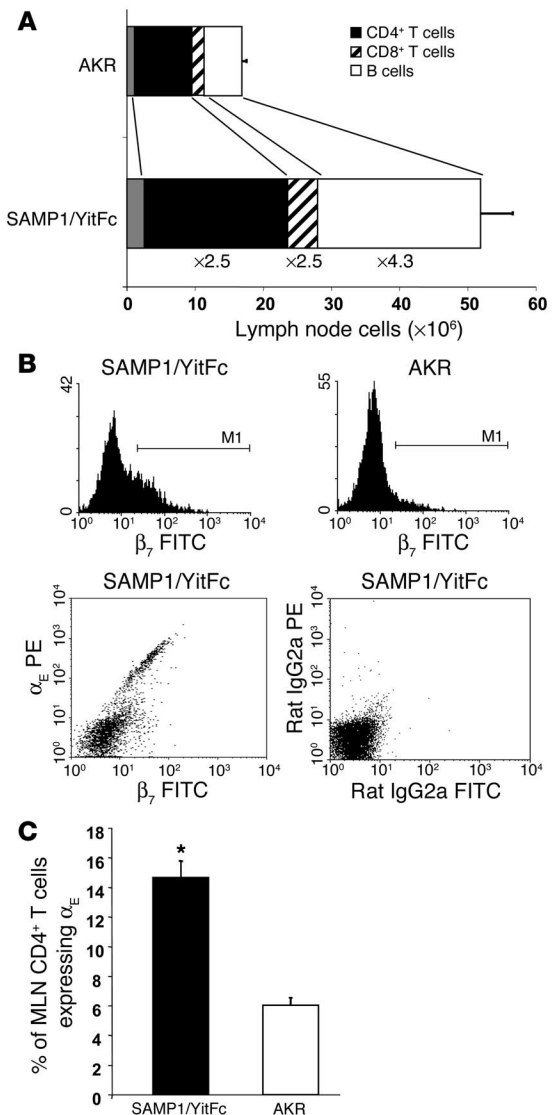 A
AKR
CD4⁺ T cells
CD8⁺ T cells
B cells
SAMP1/YitFc
×2.5 ×2.5 ×4.3
0 10 20 30 40 50 60
Lymph node cells (×10⁶)
B
SAMP1/YitFc
42
M1
0
10⁰ 10¹ 10² 10³ 10⁴
β₇ FITC
AKR
55
M1
0
10⁰ 10¹ 10² 10³ 10⁴
β₇ FITC
SAMP1/YitFc
αE PE
10⁴
10³
10²
10¹
10⁰
10⁰ 10¹ 10² 10³ 10⁴
β₇ FITC
SAMP1/YitFc
Rat IgG2a PE
10⁴
10³
10²
10¹
10⁰
10⁰ 10¹ 10² 10³ 10⁴
Rat IgG2a FITC
C
% of MLN CD4⁺ T cells
expressing αE
18
16
14
12
10
8
6
4
2
0
*
SAMP1/YitFc AKR